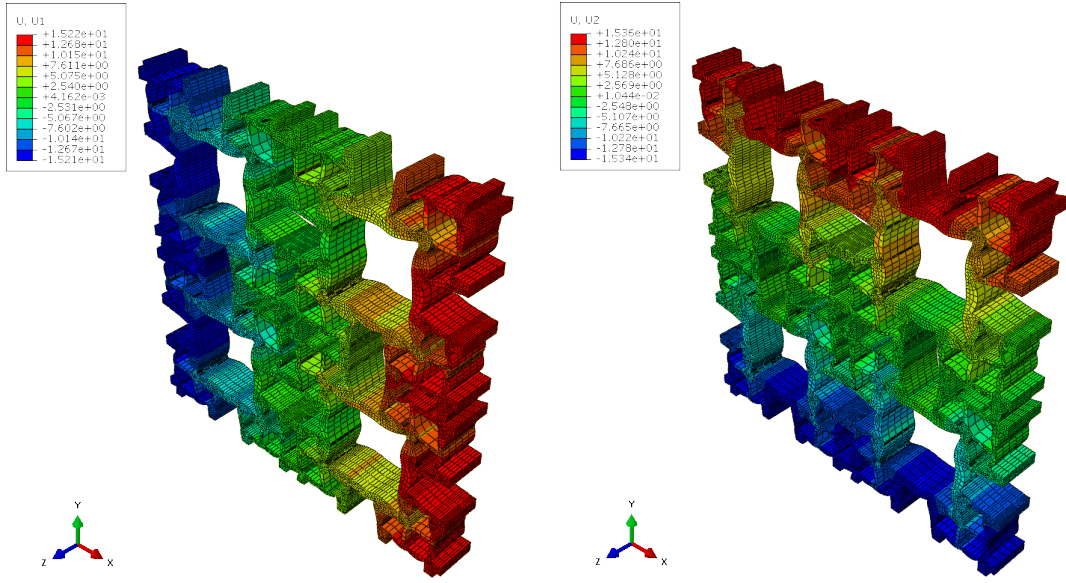 U, U1
+1.522e+01
+1.268e+01
+1.015e+01
+7.611e+00
+5.075e+00
+2.540e+00
+4.162e-03
-2.531e+00
-5.067e+00
-7.602e+00
-1.014e+01
-1.267e+01
-1.521e+01
Y
Z
X
U, U2
+1.536e+01
+1.280e+01
+1.024e+01
+7.686e+00
+5.128e+00
+2.569e+00
+1.044e-02
-2.548e+00
-5.107e+00
-7.665e+00
-1.022e+01
-1.278e+01
-1.534e+01
Y
Z
X